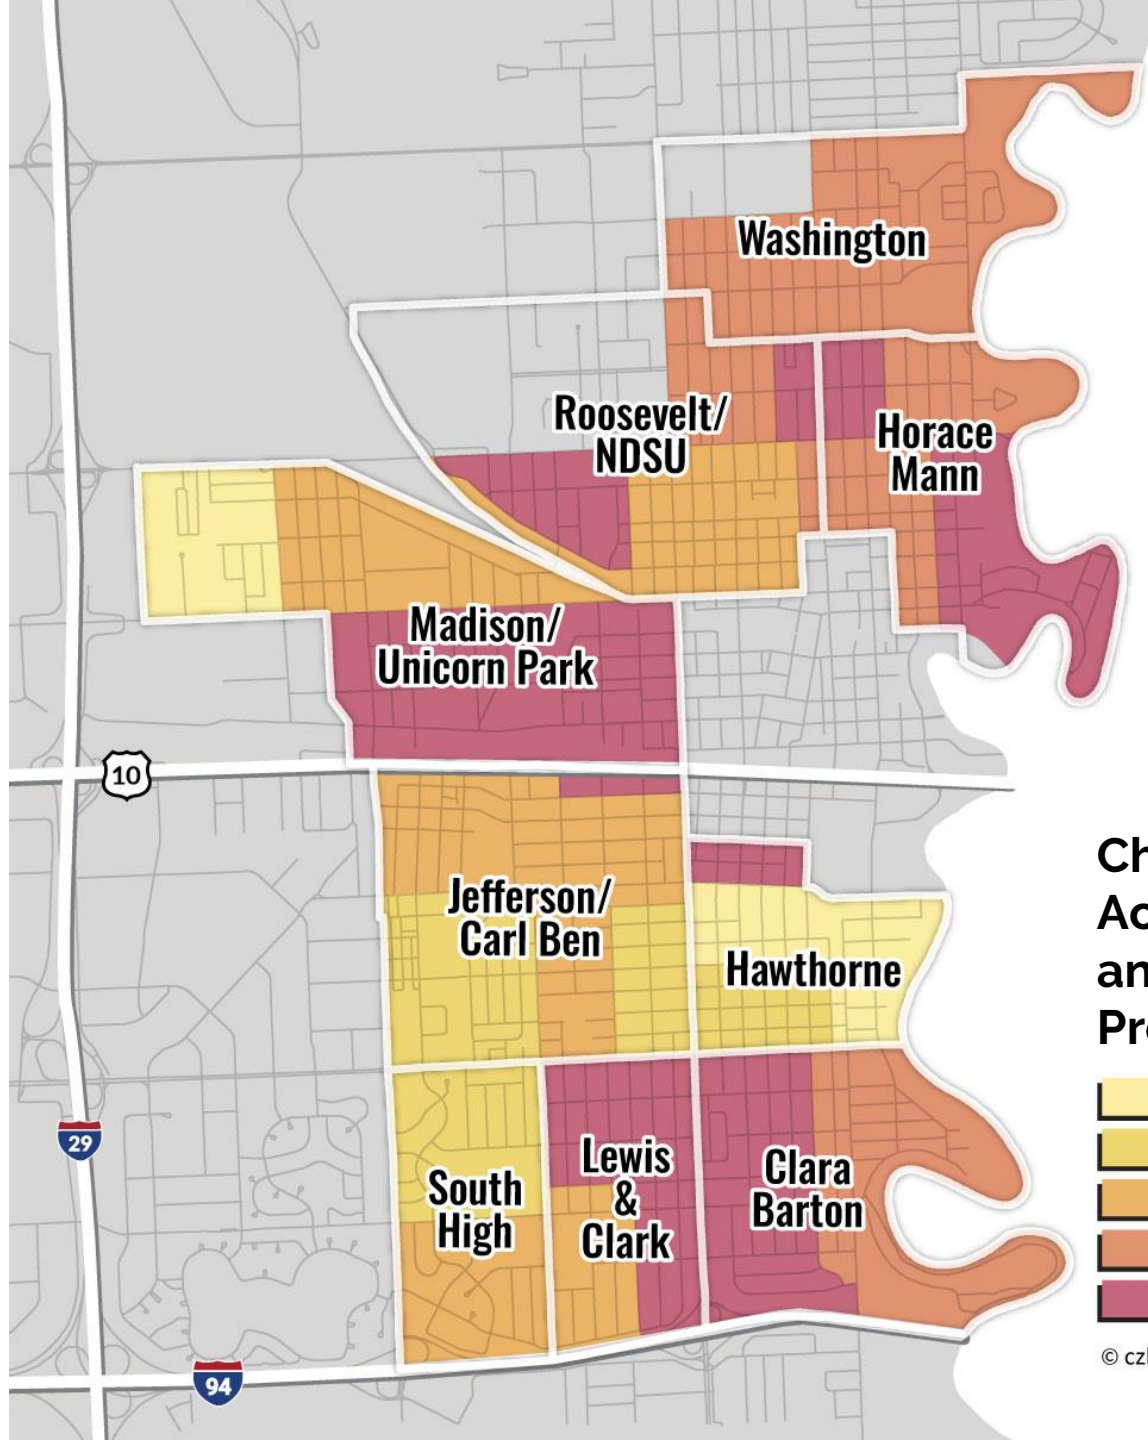 Washington
Roosevelt/
NDSU
Horace
Mann
Madison/
Unicorn Park
10
Jefferson/
Carl Ben
Hawthorne
29
South
High
Lewis
&
Clark
Clara
Barton
94
©